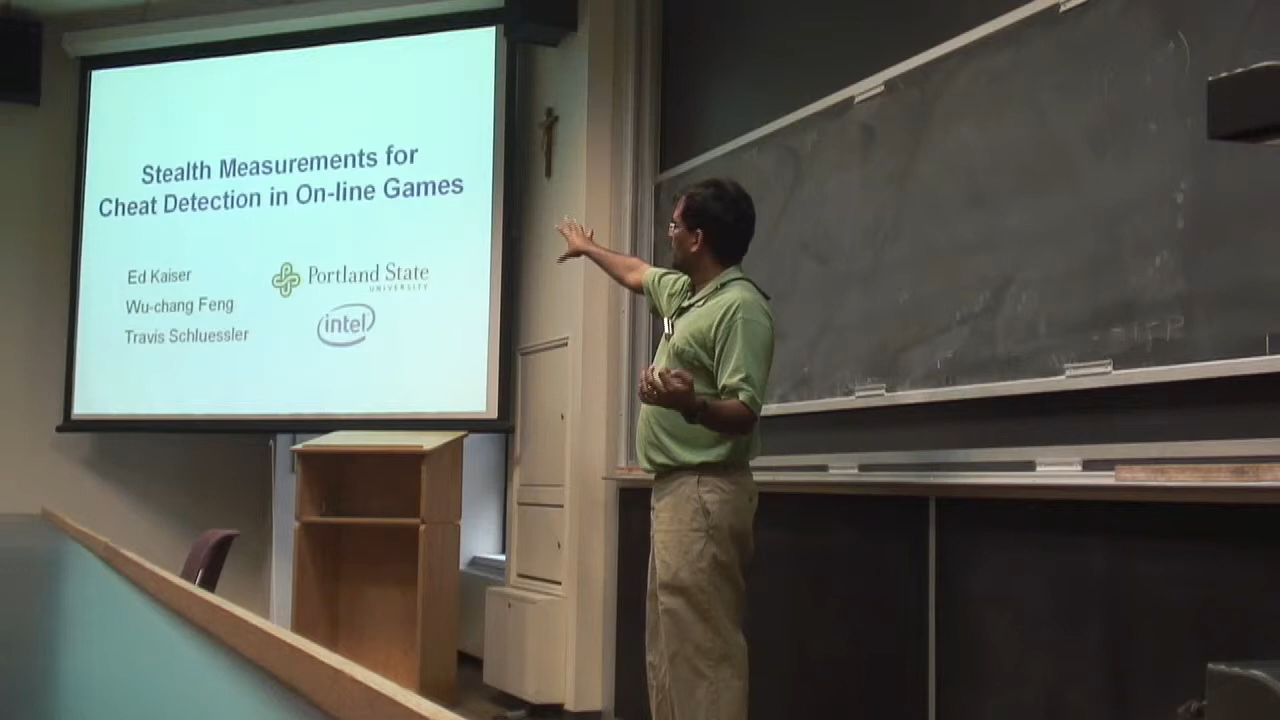 Stealth Measurements for
Cheat Detection in On-line Games
Ed Kaiser
Wu-chang Feng
Travis Schluessler
Portland State
UNIVERSITY
intel